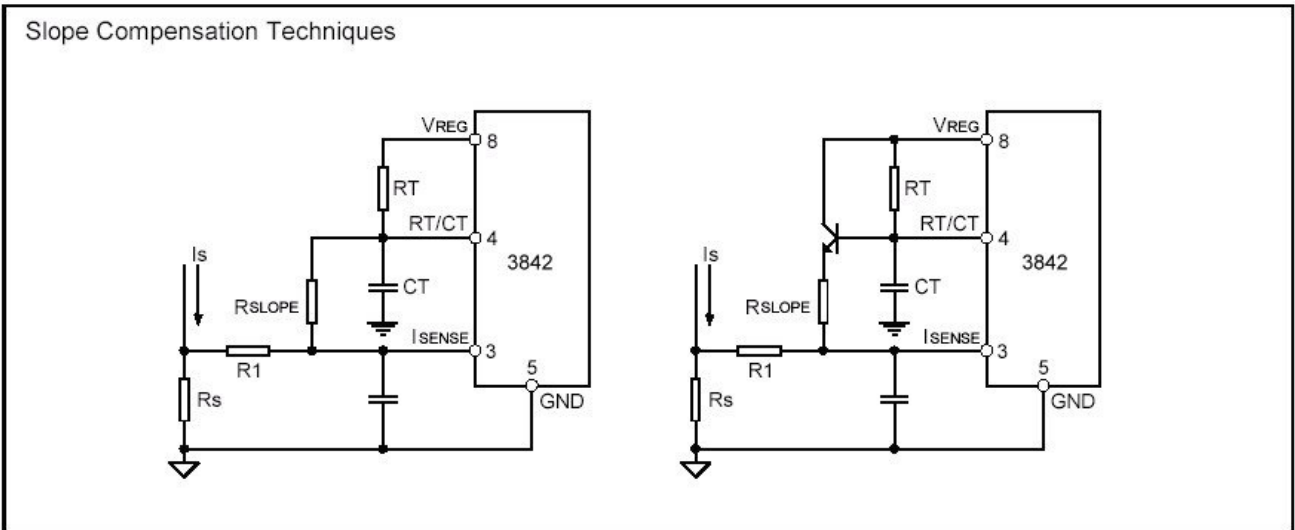 Slope Compensation Techniques
VREG
8
RT
RT/CT
4
3842
Is
CT
RSLOPE
ISENSE
3
R1
5
Rs
GND
VREG
8
RT
RT/CT
4
3842
Is
CT
RSLOPE
ISENSE
3
R1
5
Rs
GND